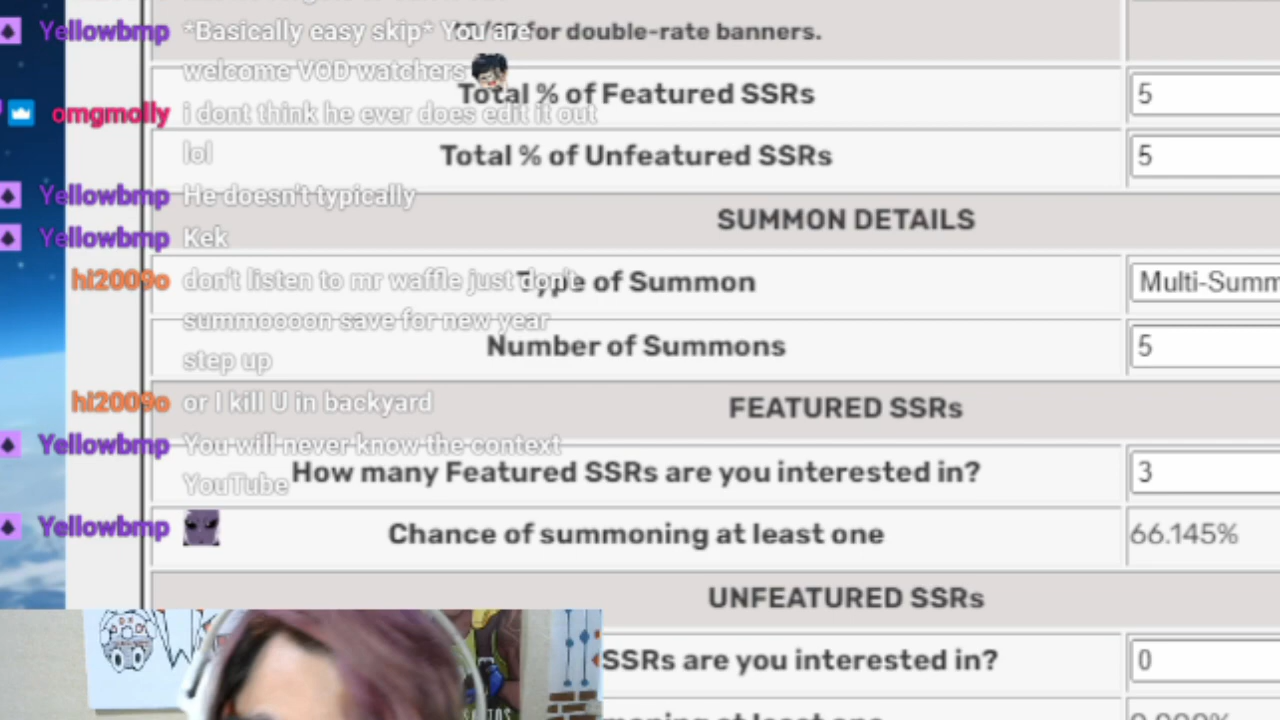 10/10 for double-rate banners.
Yellowbmp *Basically easy skip* You are
welcome VOD watchers
Total % of Featured SSRs 5
omgmolly i dont think he ever does edit it out
lol
Total % of Unfeatured SSRs 5
Yellowbmp He doesn't typically
SUMMON DETAILS
Yellowbmp Kek
hl2009o don't listen to mr waffle just don't
Type of Summon Multi-Summ
summoooon save for new year
Number of Summons 5
step up
hl2009o or I kill U in backyard
FEATURED SSRs
Yellowbmp You will never know the context
How many Featured SSRs are you interested in? 3
YouTube
Yellowbmp
Chance of summoning at least one 66.145%
UNFEATURED SSRs
SSRs are you interested in? 0